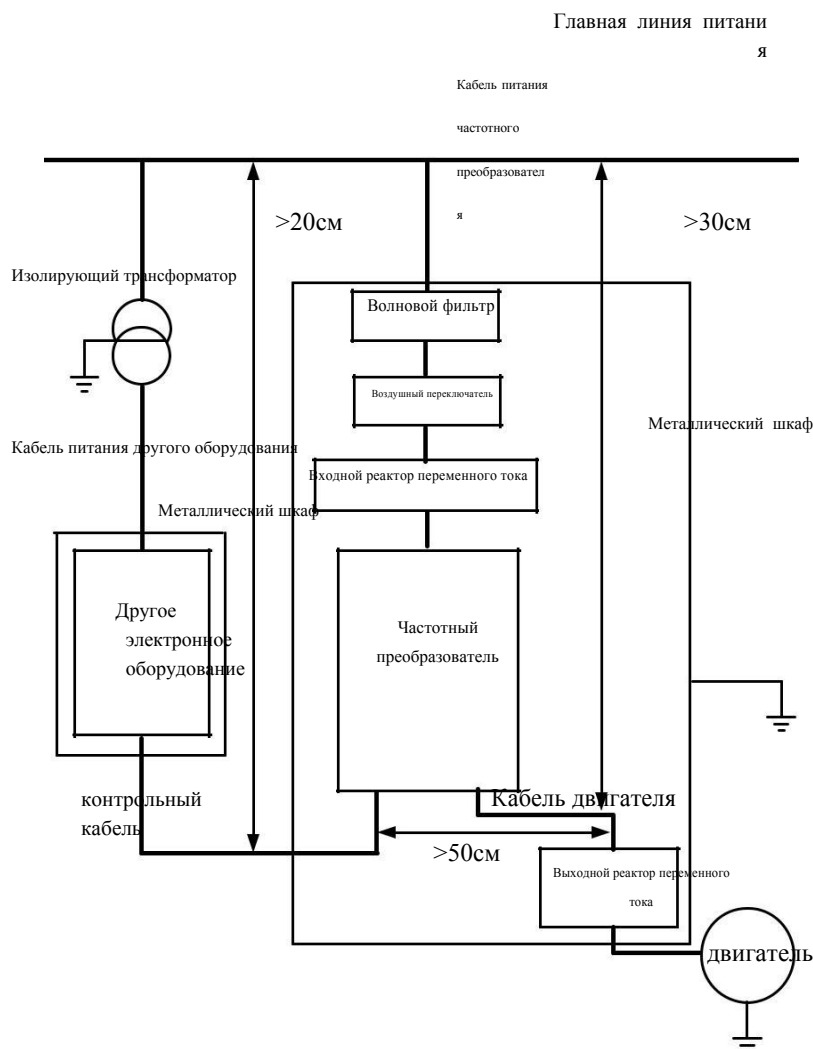 Главная линия питани
я
Кабель питания
частотного
преобразовател
я
>20см
>30см
Изолирующий трансформатор
Волновой фильтр
Воздушный переключатель
Металлический шкаф
Кабель питания другого оборудования
Входной реактор переменного тока
Металлический шкаф
Другое
электронное
оборудование
Частотный
преобразователь
контрольный
кабель
Кабель двигателя
>50см
Выходной реактор переменного
тока
двигатель